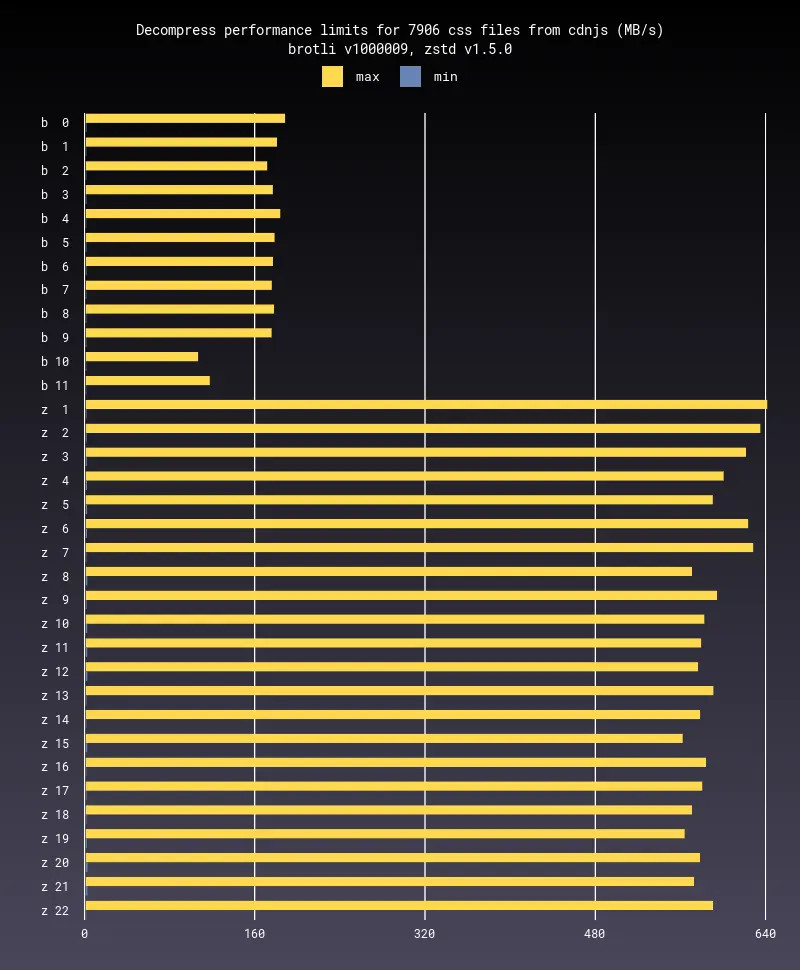 Decompress performance limits for 7906 css files from cdnjs (MB/s)
brotli v1000009, zstd v1.5.0
max min
b 0
b 1
b 2
b 3
b 4
b 5
b 6
b 7
b 8
b 9
b 10
b 11
z 1
z 2
z 3
z 4
z 5
z 6
z 7
z 8
z 9
z 10
z 11
z 12
z 13
z 14
z 15
z 16
z 17
z 18
z 19
z 20
z 21
z 22
0 160 320 480 640